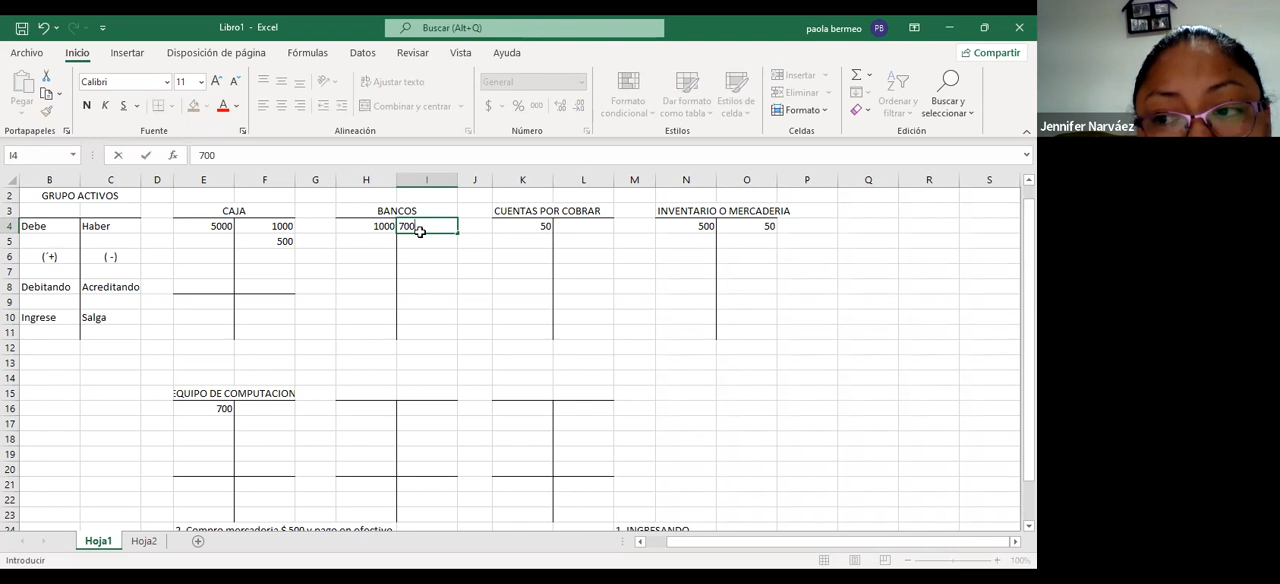 Libro1 - Excel
Buscar (Alt+Q)
paola bermeo PB
Archivo Inicio Insertar Disposición de página Fórmulas Datos Revisar Vista Ayuda Compartir
Pegar
Calibri 11
N K S
Ajustar texto
Combinar y centrar
General
$ % 000
Formato condicional
Dar formato como tabla
Estilos de celda
Insertar
Eliminar
Formato
Ordenar y filtrar
Buscar y seleccionar
Portapapeles Fuente Alineación Número Estilos Celdas Edición
Jennifer Narváez
I4 fx 700
B C D E F G H I J K L M N O P Q R S
2 GRUPO ACTIVOS
3 CAJA BANCOS CUENTAS POR COBRAR INVENTARIO O MERCADERIA
4 Debe Haber 5000 1000 1000 700 50 500 50
5 500
6 (´+) ( -)
7
8 Debitando Acreditando
9
10 Ingrese Salga
11
12
13
14
15 EQUIPO DE COMPUTACION
16 700
17
18
19
20
21
22
23
24 2. Compro mercaderia $ 500 y pago en efectivo 1. INGRESANDO
Hoja1 Hoja2
Introducir 100%